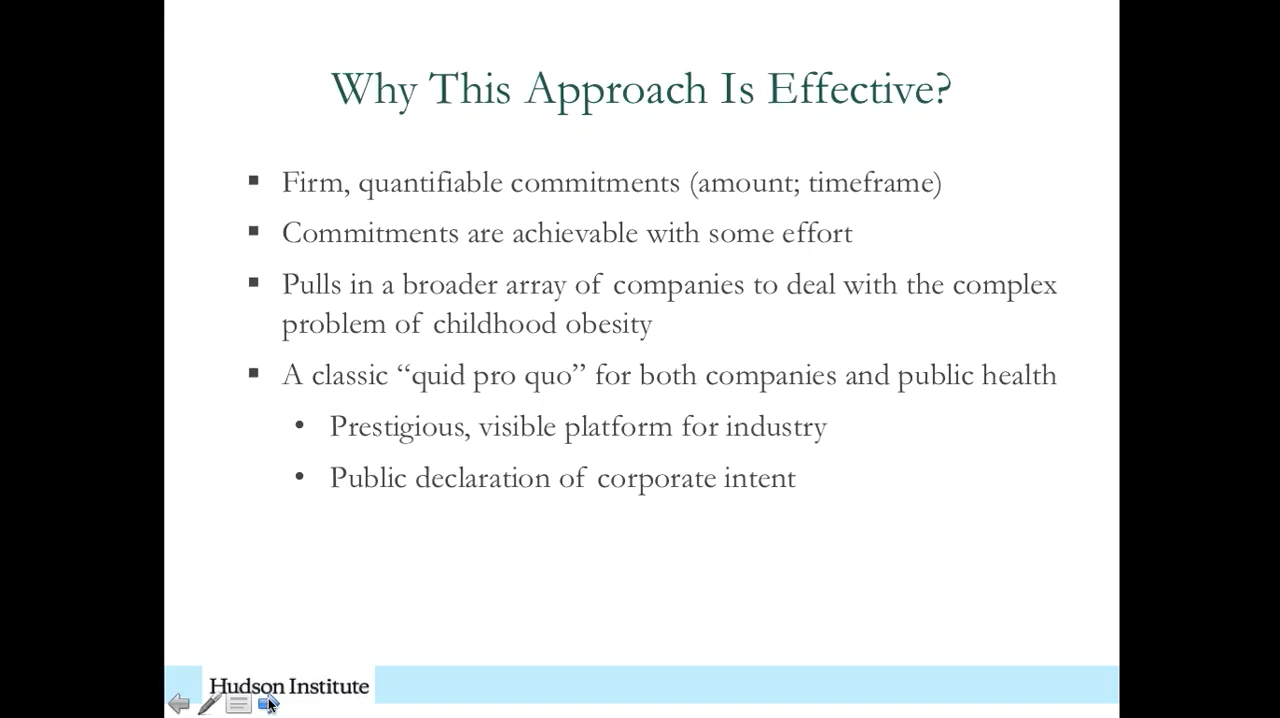 Why This Approach Is Effective?
▪ Firm, quantifiable commitments (amount; timeframe)
▪ Commitments are achievable with some effort
▪ Pulls in a broader array of companies to deal with the complex
problem of childhood obesity
▪ A classic “quid pro quo” for both companies and public health
• Prestigious, visible platform for industry
• Public declaration of corporate intent
Hudson Institute